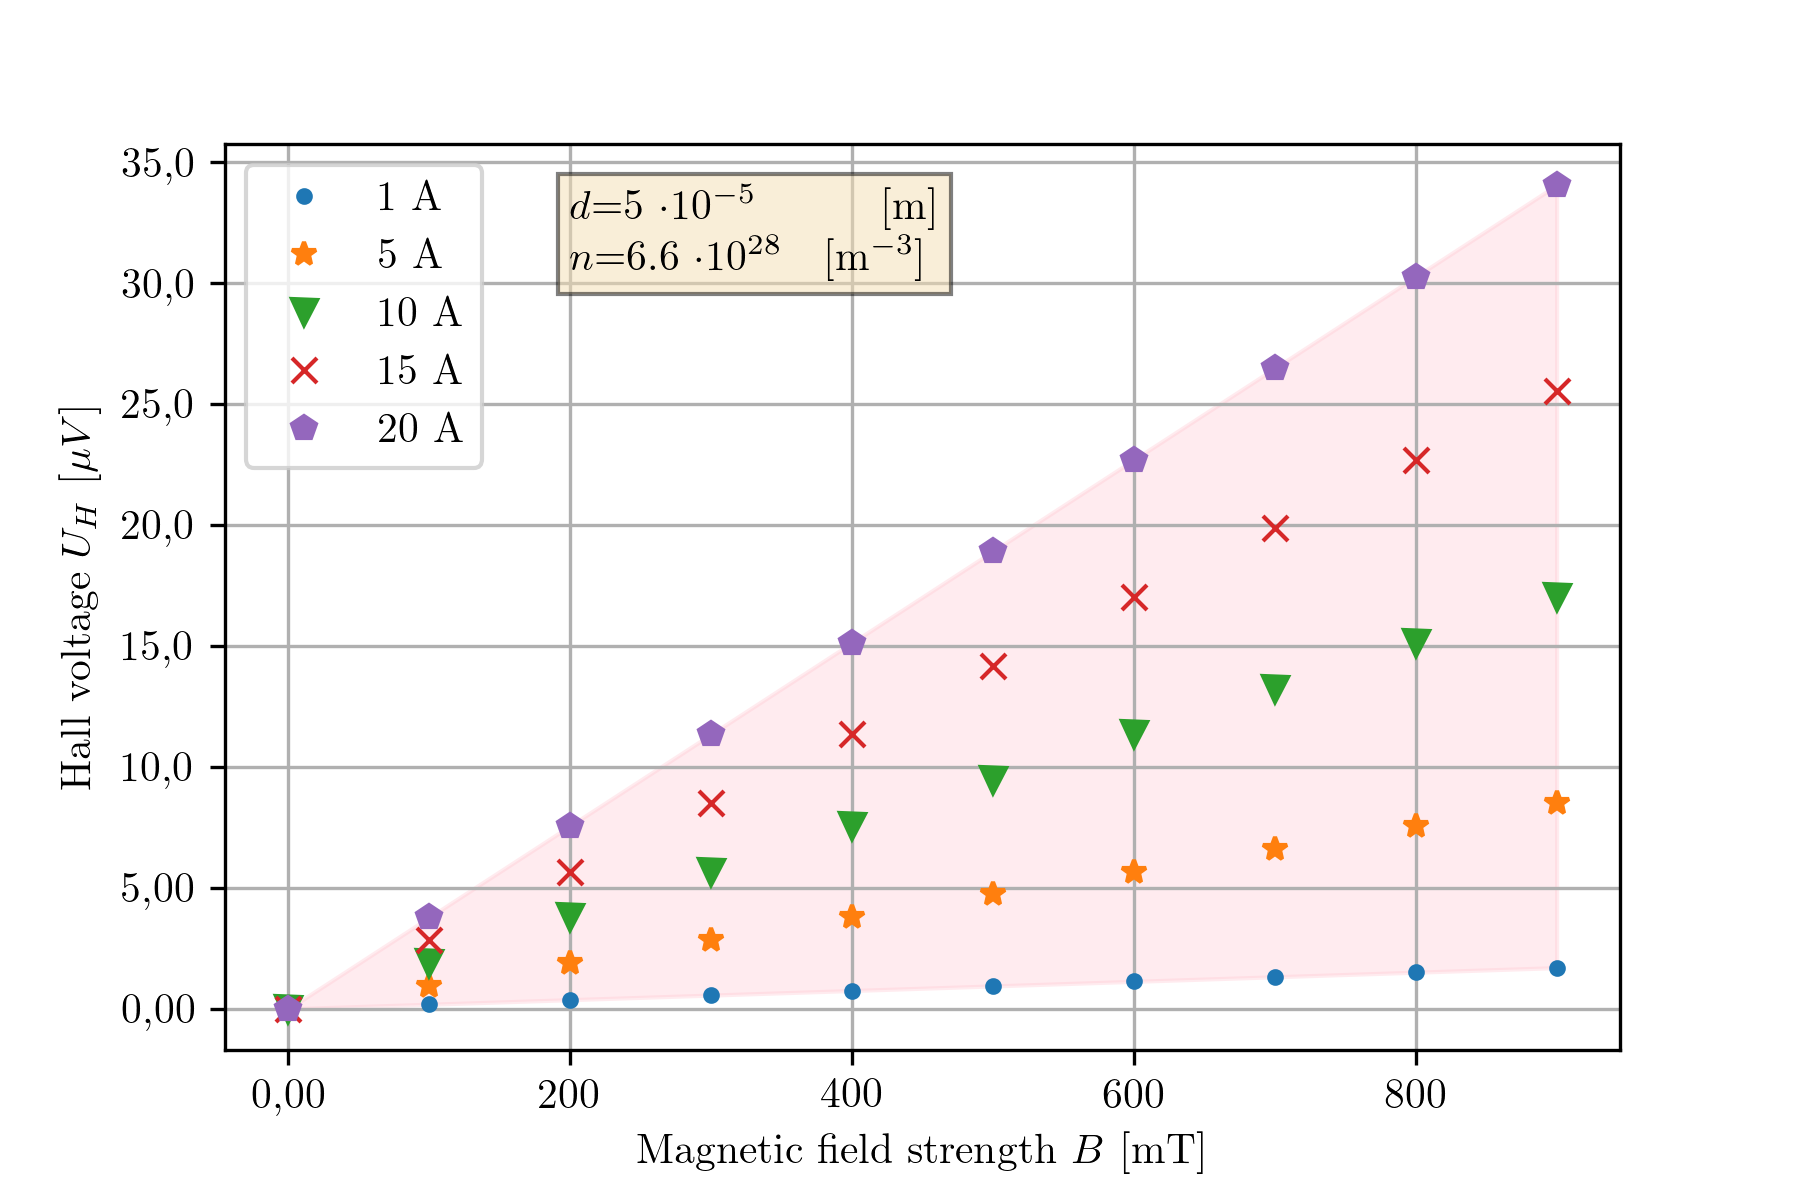 35,0
30,0
25,0
20,0
15,0
10,0
5,00
0,00
Hall voltage U_H [μV]
1 A
5 A
10 A
15 A
20 A
d=5 ·10⁻⁵ [m]
n=6.6 ·10²⁸ [m⁻³]
0,00 200 400 600 800
Magnetic field strength B [mT]